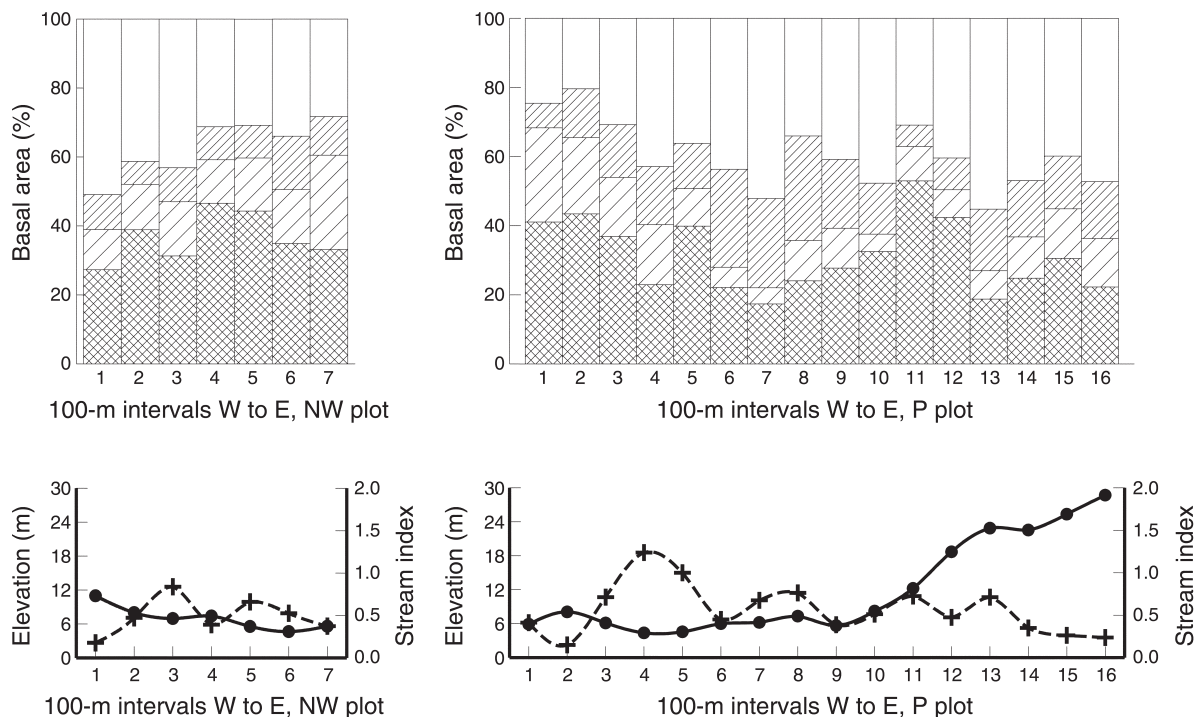 Basal area (%)
100
80
60
40
20
0
1 2 3 4 5 6 7
100-m intervals W to E, NW plot
Basal area (%)
100
80
60
40
20
0
1 2 3 4 5 6 7 8 9 10 11 12 13 14 15 16
100-m intervals W to E, P plot
Elevation (m)
30
24
18
12
6
0
2.0
1.5
1.0
0.5
0.0
Stream index
1 2 3 4 5 6 7
100-m intervals W to E, NW plot
Elevation (m)
30
24
18
12
6
0
2.0
1.5
1.0
0.5
0.0
Stream index
1 2 3 4 5 6 7 8 9 10 11 12 13 14 15 16
100-m intervals W to E, P plot